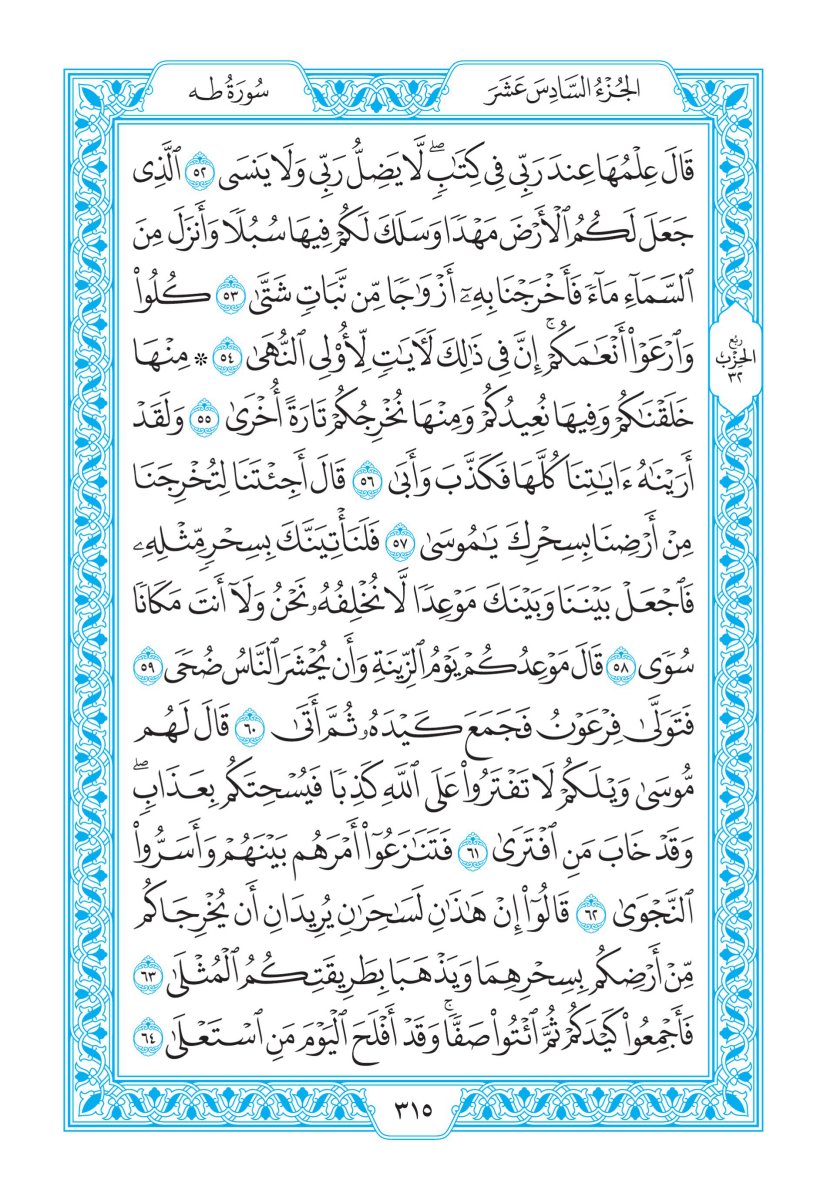 الجُزْءُ السَّادِسَ عَشَرَ
سُورَةُ طه
قَالَ عِلْمُهَا عِندَ رَبِّي فِي كِتَٰبٖۖ لَّا يَضِلُّ رَبِّي وَلَا يَنسَى ٥٢ ٱلَّذِي
جَعَلَ لَكُمُ ٱلۡأَرۡضَ مَهۡدٗا وَسَلَكَ لَكُمۡ فِيهَا سُبُلٗا وَأَنزَلَ مِنَ
ٱلسَّمَآءِ مَآءٗ فَأَخۡرَجۡنَا بِهِۦٓ أَزۡوَٰجٗا مِّن نَّبَاتٖ شَتَّىٰ ٥٣ كُلُواْ
وَٱرۡعَوۡاْ أَنۡعَٰمَكُمۡۚ إِنَّ فِي ذَٰلِكَ لَأٓيَٰتٖ لِّأُوْلِي ٱلنُّهَىٰ ٥٤ * مِنۡهَا
رُبُعُ
الحِزْب
٣٢
خَلَقۡنَٰكُمۡ وَفِيهَا نُعِيدُكُمۡ وَمِنۡهَا نُخۡرِجُكُمۡ تَارَةً أُخۡرَىٰ ٥٥ وَلَقَدۡ
أَرَيۡنَٰهُ ءَايَٰتِنَا كُلَّهَا فَكَذَّبَ وَأَبَىٰ ٥٦ قَالَ أَجِئۡتَنَا لِتُخۡرِجَنَا
مِنۡ أَرۡضِنَا بِسِحۡرِكَ يَٰمُوسَىٰ ٥٧ فَلَنَأۡتِيَنَّكَ بِسِحۡرٖ مِّثۡلِهِۦ
فَٱجۡعَلۡ بَيۡنَنَا وَبَيۡنَكَ مَوۡعِدٗا لَّا نُخۡلِفُهُۥ نَحۡنُ وَلَآ أَنتَ مَكَانٗا
سُوٗى ٥٨ قَالَ مَوۡعِدُكُمۡ يَوۡمُ ٱلزِّينَةِ وَأَن يُحۡشَرَ ٱلنَّاسُ ضُحٗى ٥٩
فَتَوَلَّىٰ فِرۡعَوۡنُ فَجَمَعَ كَيۡدَهُۥ ثُمَّ أَتَىٰ ٦٠ قَالَ لَهُم
مُّوسَىٰ وَيۡلَكُمۡ لَا تَفۡتَرُواْ عَلَى ٱللَّهِ كَذِبٗا فَيُسۡحِتَكُم بِعَذَابٖۖ
وَقَدۡ خَابَ مَنِ ٱفۡتَرَىٰ ٦١ فَتَنَٰزَعُوٓاْ أَمۡرَهُم بَيۡنَهُمۡ وَأَسَرُّواْ
ٱلنَّجۡوَىٰ ٦٢ قَالُوٓاْ إِنۡ هَٰذَٰنِ لَسَٰحِرَٰنِ يُرِيدَانِ أَن يُخۡرِجَاكُم
مِّنۡ أَرۡضِكُم بِسِحۡرِهِمَا وَيَذۡهَبَا بِطَرِيقَتِكُمُ ٱلۡمُثۡلَىٰ ٦٣
فَأَجۡمِعُواْ كَيۡدَكُمۡ ثُمَّ ٱئۡتُواْ صَفّٗاۚ وَقَدۡ أَفۡلَحَ ٱلۡيَوۡمَ مَنِ ٱسۡتَعۡلَىٰ ٦٤
٣١٥